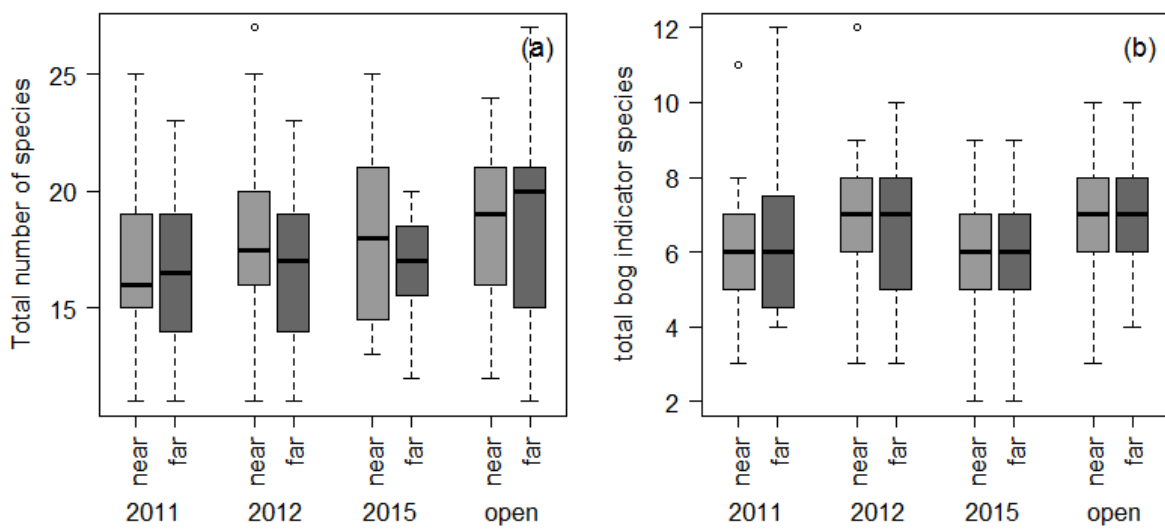 Total number of species
25
20
15
(a)
near far near far near far near far
2011 2012 2015 open
total bog indicator species
12
10
8
6
4
2
(b)
near far near far near far near far
2011 2012 2015 open